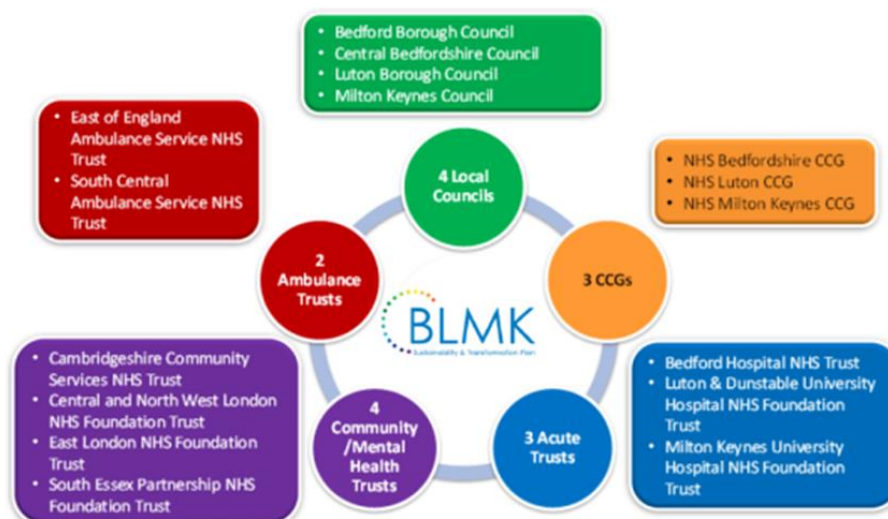 • Bedford Borough Council
• Central Bedfordshire Council
• Luton Borough Council
• Milton Keynes Council
• East of England
Ambulance Service NHS
Trust
• South Central
Ambulance Service NHS
Trust
4 Local
Councils
• NHS Bedfordshire CCG
• NHS Luton CCG
• NHS Milton Keynes CCG
2
Ambulance
Trusts
3 CCGs
BLMK
Sustainability & Transformation Plan
• Cambridgeshire Community
Services NHS Trust
• Central and North West London
NHS Foundation Trust
• East London NHS Foundation
Trust
• South Essex Partnership NHS
Foundation Trust
4
Community
/Mental
Health
Trusts
3 Acute
Trusts
• Bedford Hospital NHS Trust
• Luton & Dunstable University
Hospital NHS Foundation
Trust
• Milton Keynes University
Hospital NHS Foundation
Trust